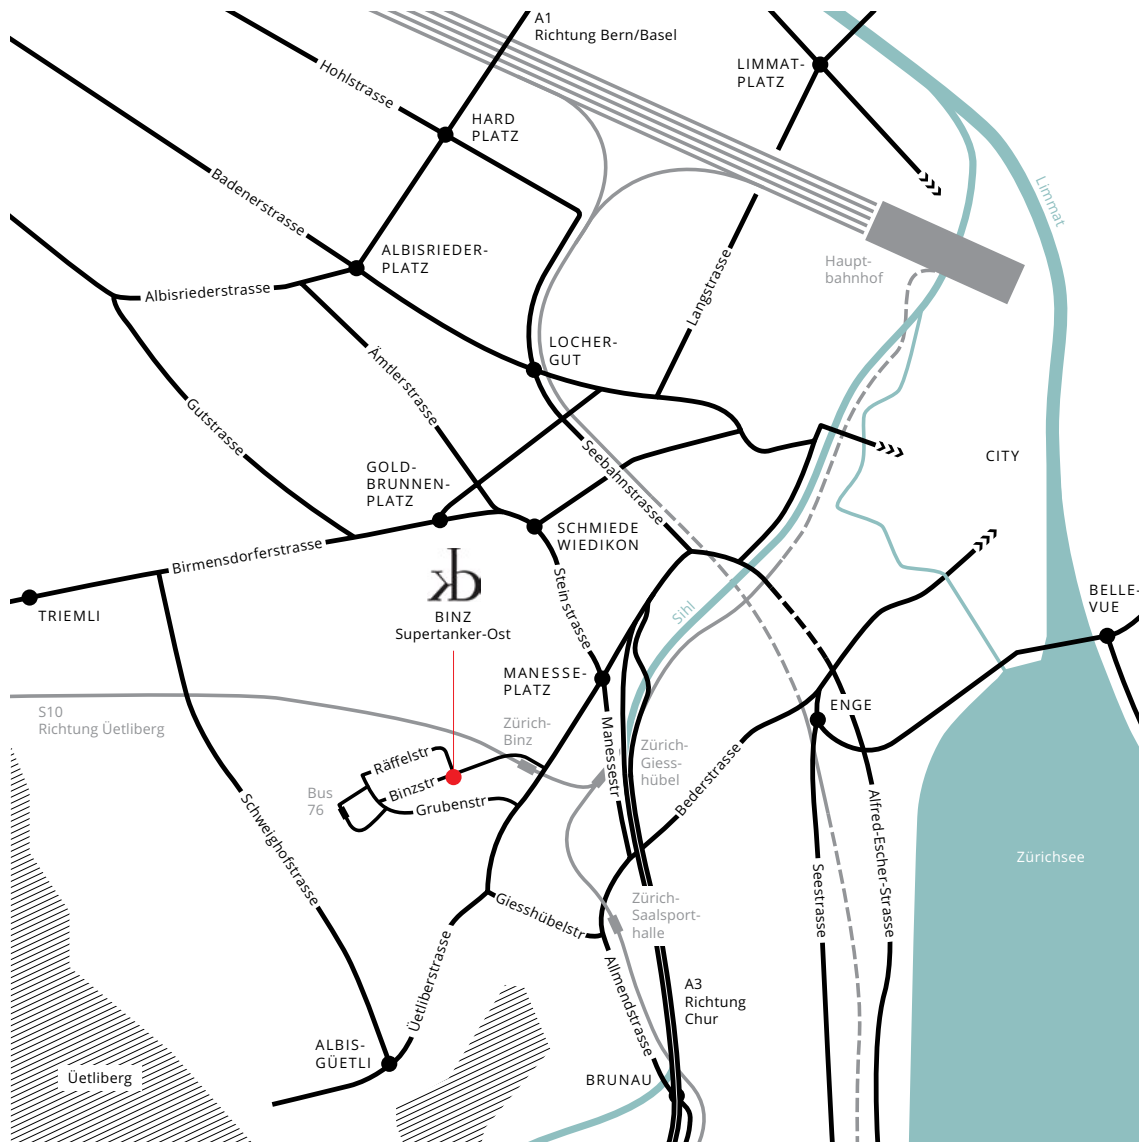 A1
Richtung Bern/Basel
LIMMAT-
PLATZ
Hohlstrasse
HARD
PLATZ
Limmat
Badenerstrasse
ALBISRIEDER-
PLATZ
Haupt-
bahnhof
Albisriederstrasse
Langstrasse
LOCHER-
GUT
Ämtlerstrasse
Gutstrasse
Seebahnstrasse
CITY
GOLD-
BRUNNEN-
PLATZ
SCHMIEDE
WIEDIKON
Birmensdorferstrasse
kb
BINZ
Supertanker-Ost
Steinstrasse
TRIEMLI
Sihl
BELLE-
VUE
MANESSE-
PLATZ
ENGE
S10
Richtung Üetliberg
Zürich-
Binz
Manessestr
Zürich-
Giess-
hübel
Räffelstr
Binzstr
Grubenstr
Bus
76
Bederstrasse
Schweighofstrasse
Alfred-Escher-Strasse
Seestrasse
Zürichsee
Giesshübelstr
Zürich-
Saalsport-
halle
Üetliberstrasse
Allmendstrasse
A3
Richtung
Chur
ALBIS-
GÜETLI
BRUNAU
Üetliberg